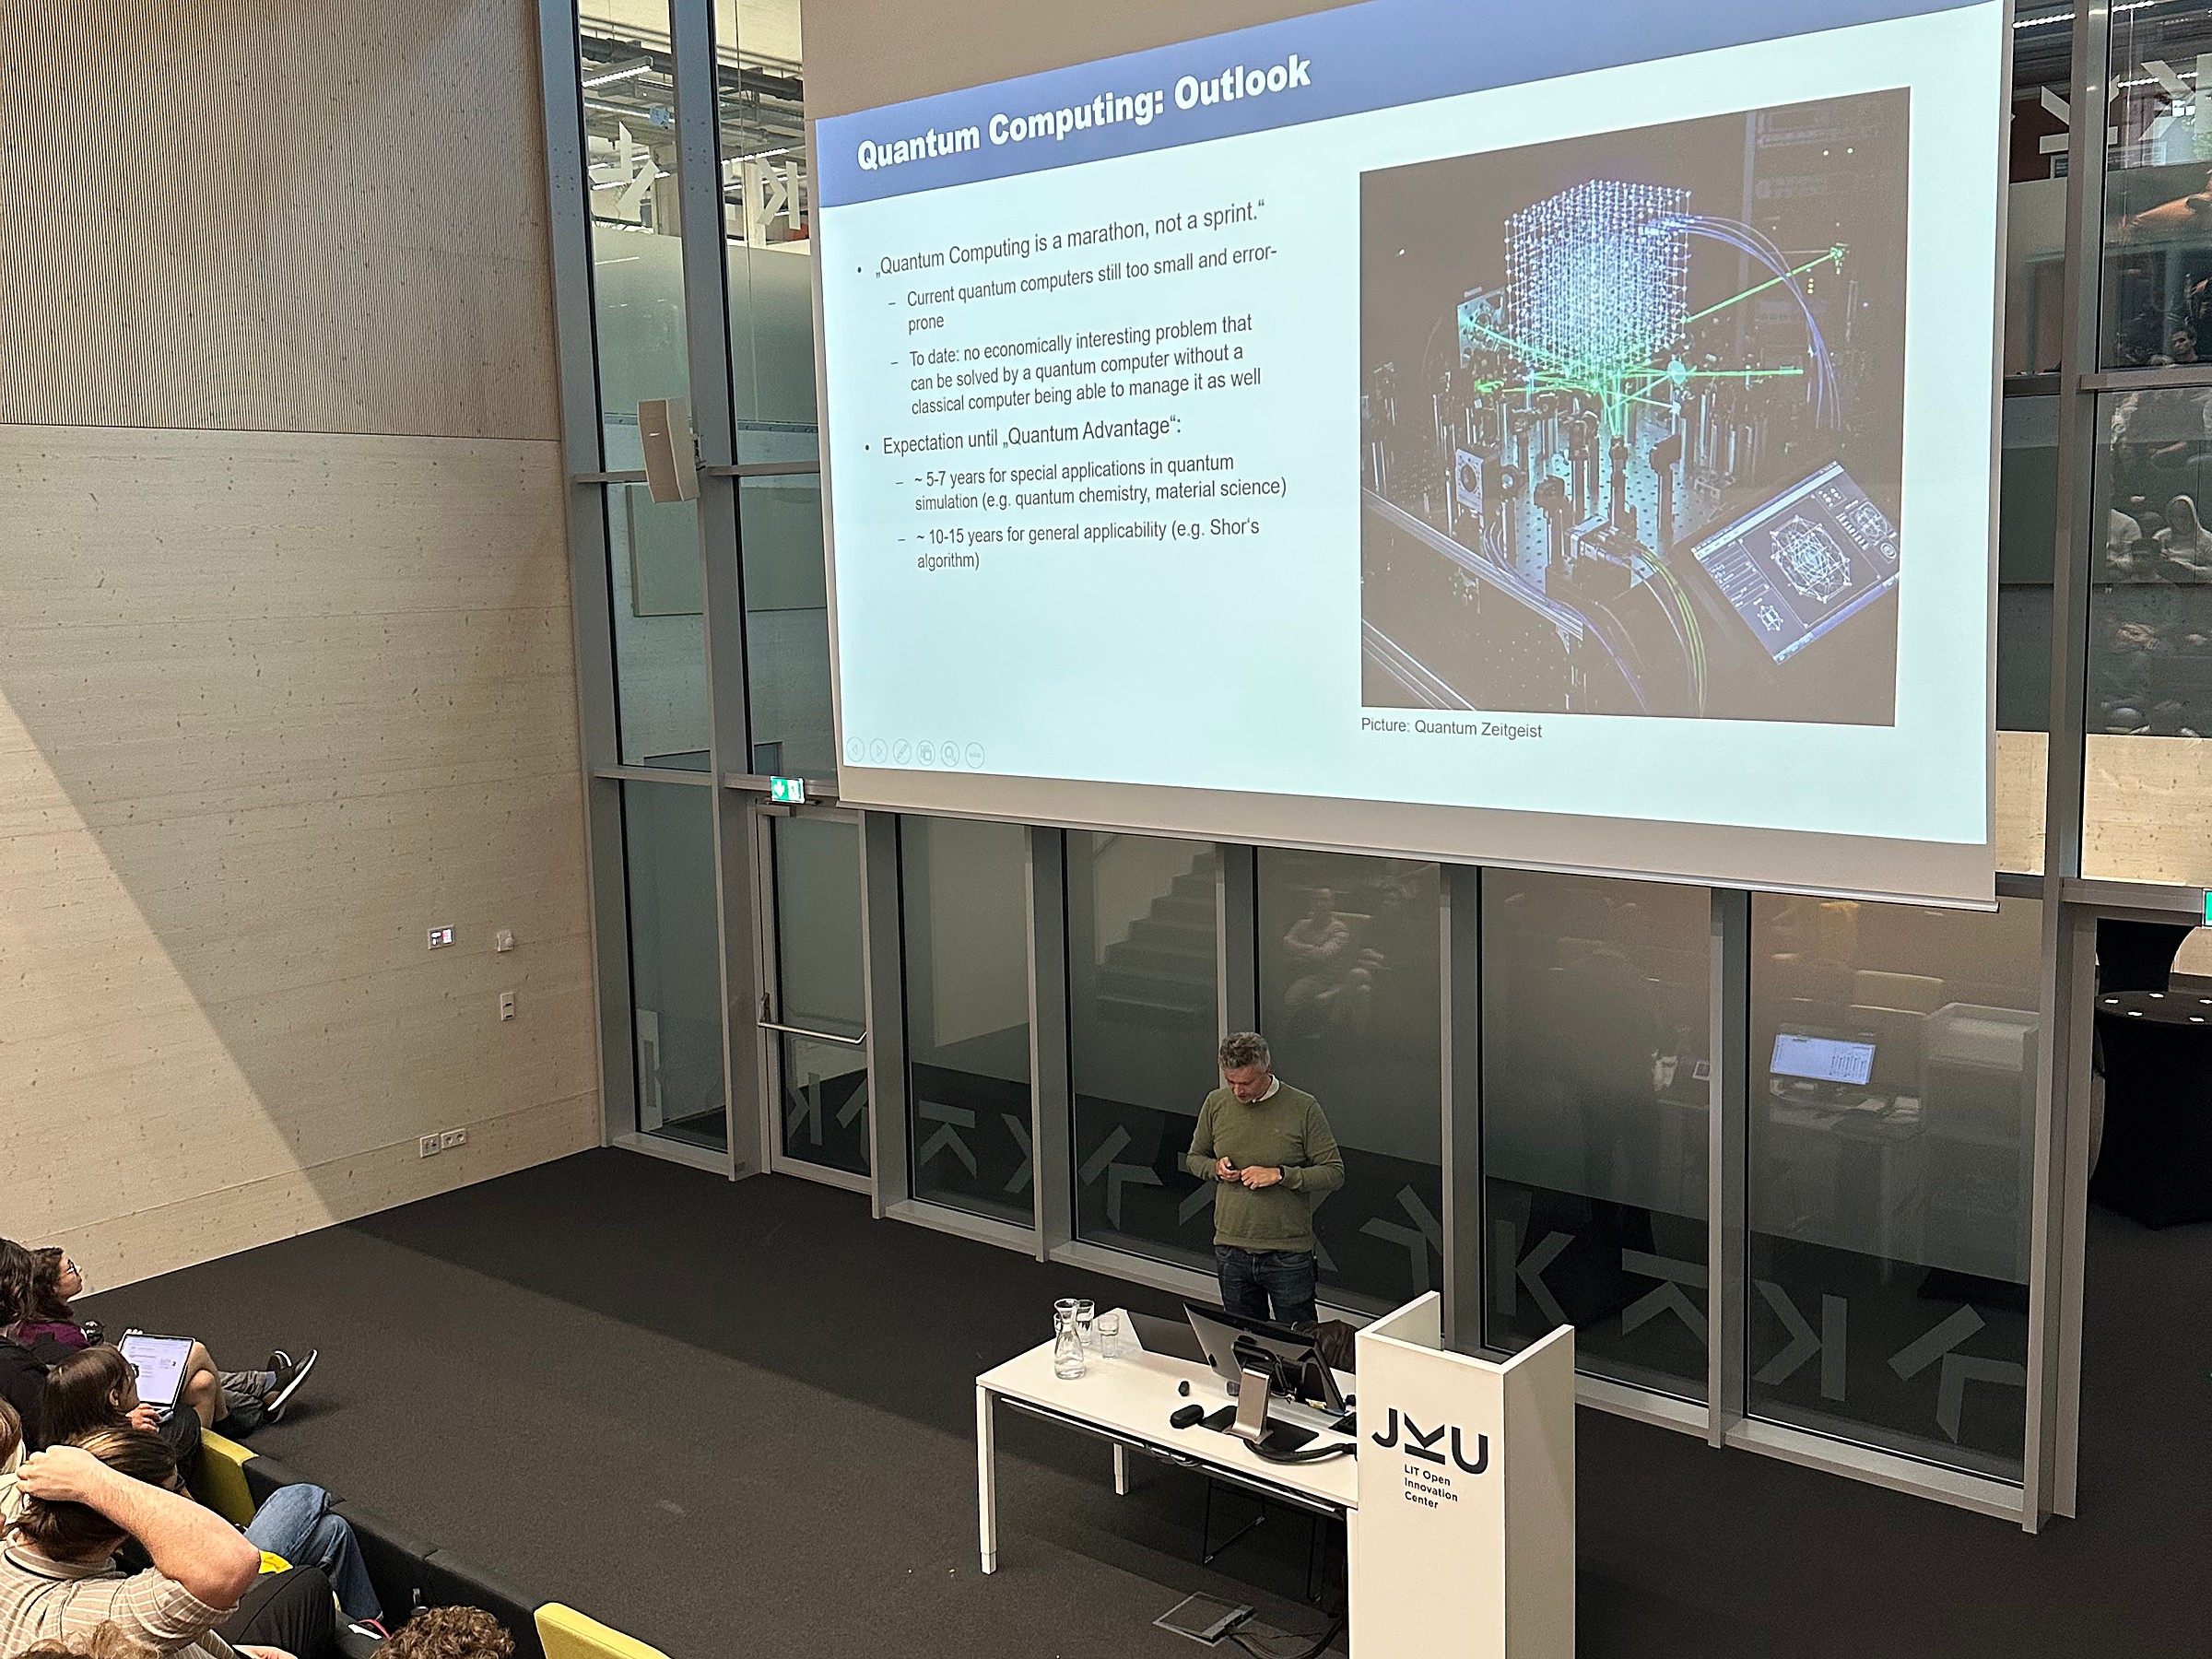 Quantum Computing: Outlook
• „Quantum Computing is a marathon, not a sprint.“
– Current quantum computers still too small and error-
prone
– To date: no economically interesting problem that
can be solved by a quantum computer without a
classical computer being able to manage it as well
• Expectation until „Quantum Advantage“:
– ~ 5-7 years for special applications in quantum
simulation (e.g. quantum chemistry, material science)
– ~ 10-15 years for general applicability (e.g. Shor‘s
algorithm)
Picture: Quantum Zeitgeist
JKU
LIT Open
Innovation
Center